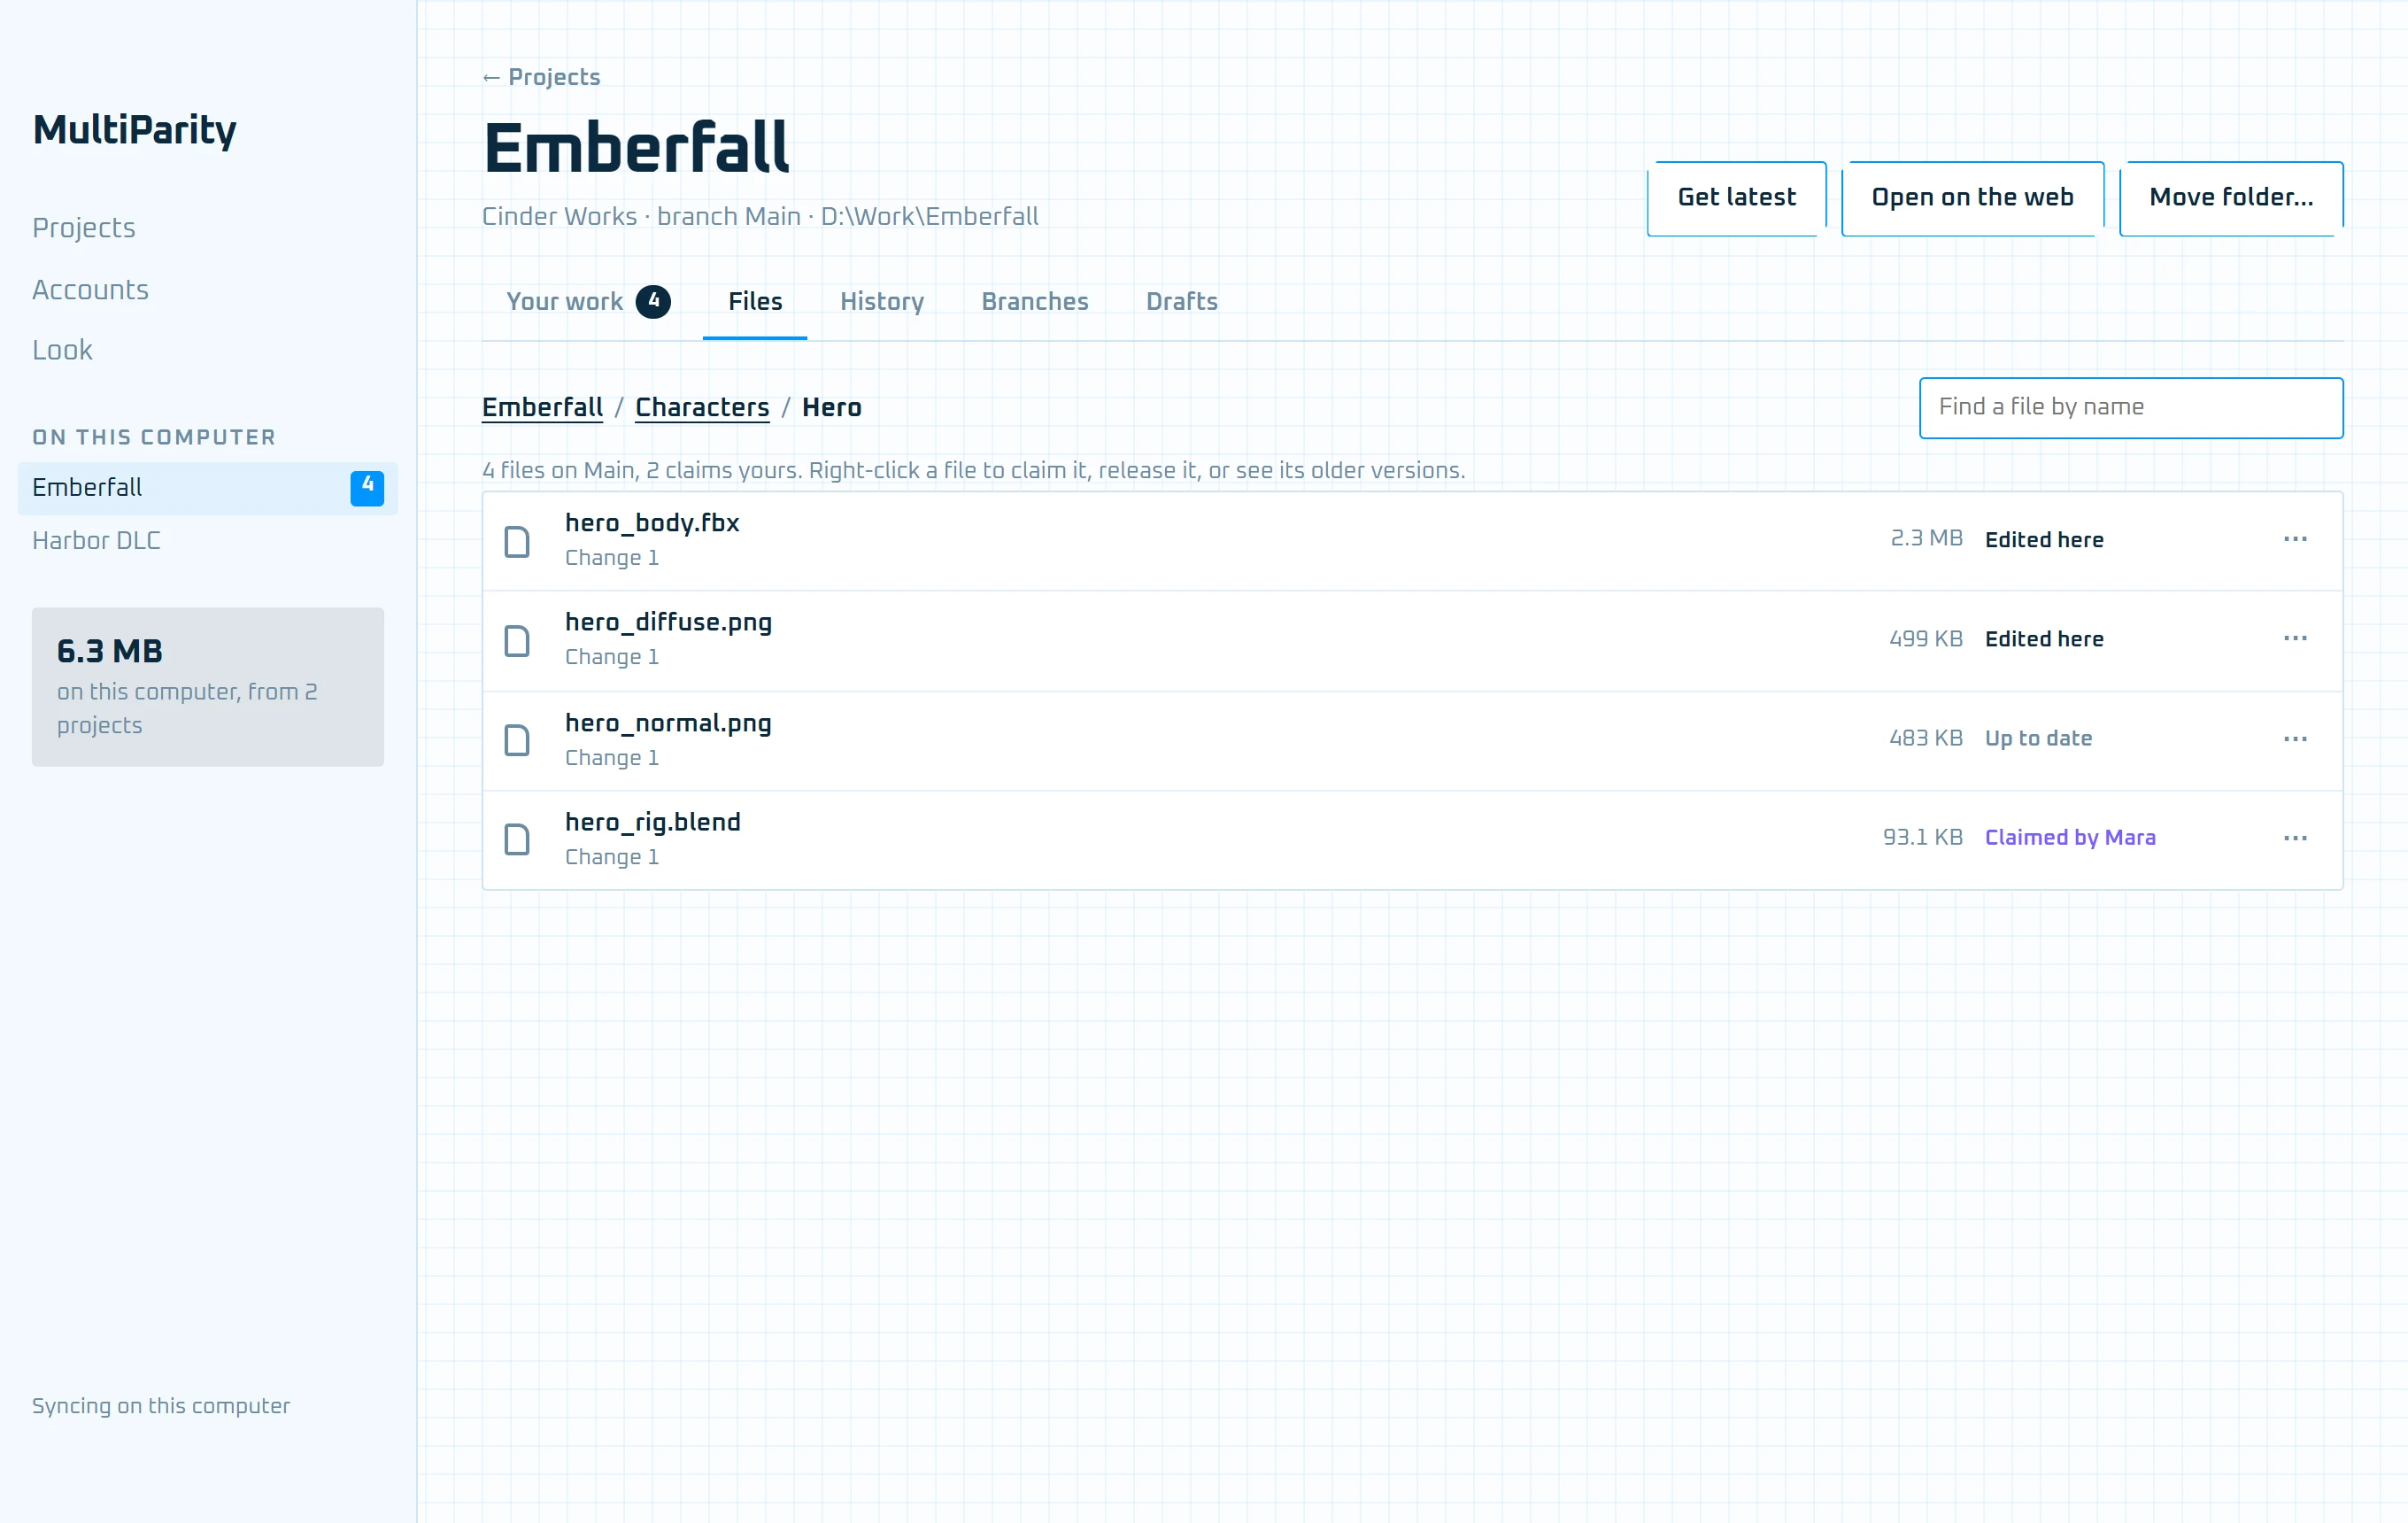 MultiParity
Projects
Accounts
Look
ON THIS COMPUTER
Emberfall 4
Harbor DLC
6.3 MB
on this computer, from 2
projects
Syncing on this computer
← Projects
Emberfall
Cinder Works · branch Main · D:\Work\Emberfall
Get latest
Open on the web
Move folder...
Your work 4
Files
History
Branches
Drafts
Emberfall / Characters / Hero
Find a file by name
4 files on Main, 2 claims yours. Right-click a file to claim it, release it, or see its older versions.
hero_body.fbx
Change 1
2.3 MB Edited here ...
hero_diffuse.png
Change 1
499 KB Edited here ...
hero_normal.png
Change 1
483 KB Up to date ...
hero_rig.blend
Change 1
93.1 KB Claimed by Mara ...